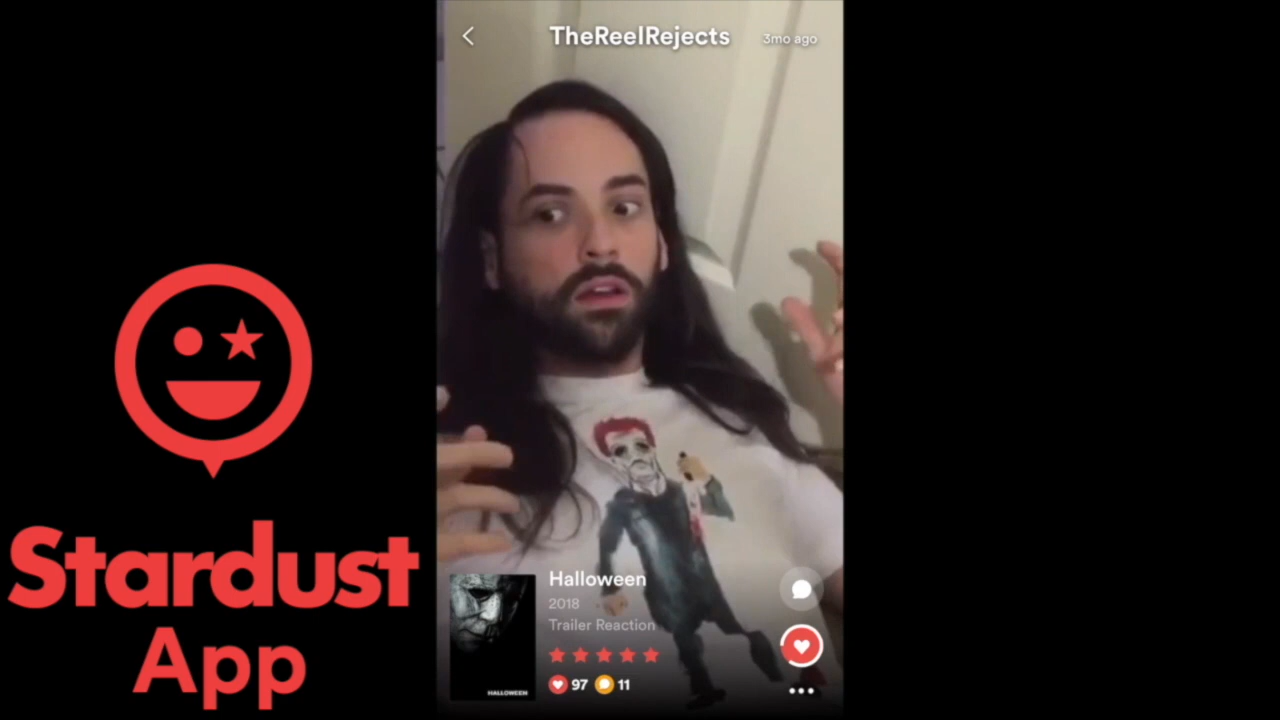 TheReelRejects
3mo ago
Stardust
App
Halloween
2018
Trailer Reaction
97 11
HALLOWEEN